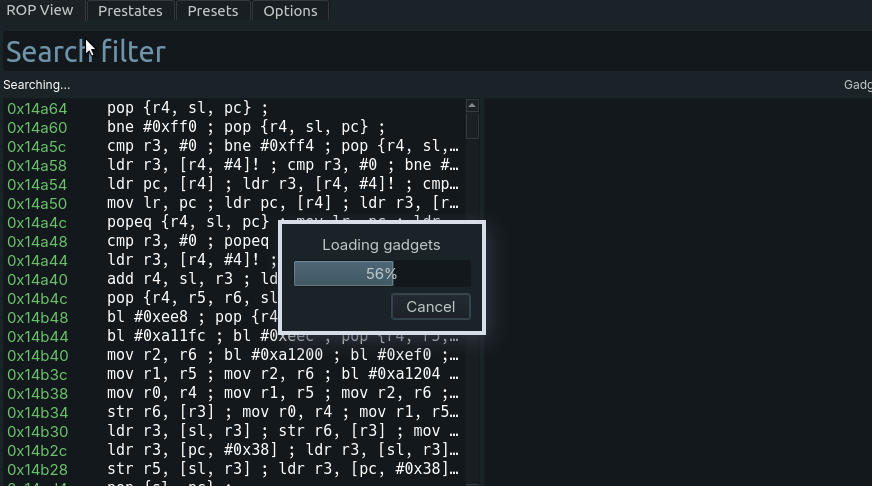 ROP View Prestates Presets Options
Search filter
Searching... Gadg
0x14a64 pop {r4, sl, pc} ;
0x14a60 bne #0xff0 ; pop {r4, sl, pc} ;
0x14a5c cmp r3, #0 ; bne #0xff4 ; pop {r4, sl,…
0x14a58 ldr r3, [r4, #4]! ; cmp r3, #0 ; bne #…
0x14a54 ldr pc, [r4] ; ldr r3, [r4, #4]! ; cmp…
0x14a50 mov lr, pc ; ldr pc, [r4] ; ldr r3, [r…
0x14a4c popeq {r4, sl, pc} ; mov lr, pc ; ldr
0x14a48 cmp r3, #0 ; popeq
0x14a44 ldr r3, [r4, #4]! ;
0x14a40 add r4, sl, r3 ; ld
0x14b4c pop {r4, r5, r6, sl
0x14b48 bl #0xee8 ; pop {r4
0x14b44 bl #0xa11fc ; bl #0xeec ; pop {r4, r5,…
0x14b40 mov r2, r6 ; bl #0xa1200 ; bl #0xef0 ;…
0x14b3c mov r1, r5 ; mov r2, r6 ; bl #0xa1204 …
0x14b38 mov r0, r4 ; mov r1, r5 ; mov r2, r6 ;…
0x14b34 str r6, [r3] ; mov r0, r4 ; mov r1, r5…
0x14b30 ldr r3, [sl, r3] ; str r6, [r3] ; mov …
0x14b2c ldr r3, [pc, #0x38] ; ldr r3, [sl, r3]…
0x14b28 str r5, [sl, r3] ; ldr r3, [pc, #0x38]…
pop {sl, pc} ;
Loading gadgets
56%
Cancel